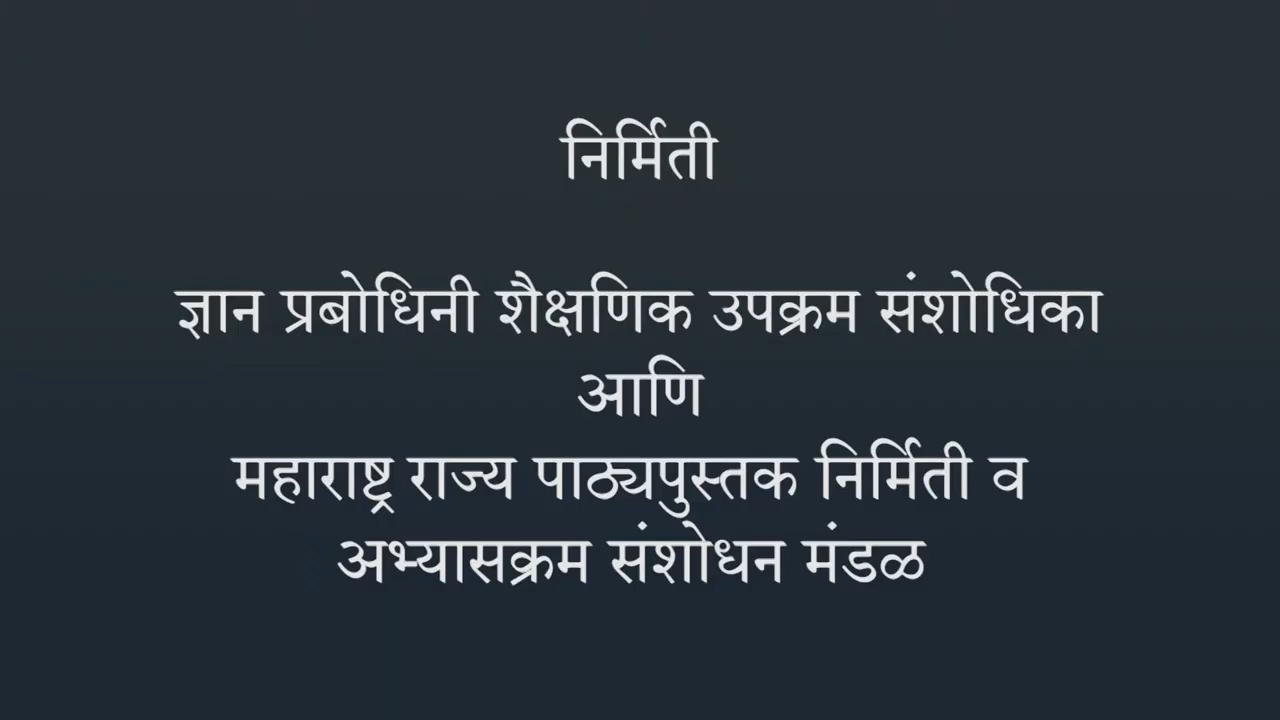 निर्मिती
ज्ञान प्रबोधिनी शैक्षणिक उपक्रम संशोधिका
आणि
महाराष्ट्र राज्य पाठ्यपुस्तक निर्मिती व
अभ्यासक्रम संशोधन मंडळ